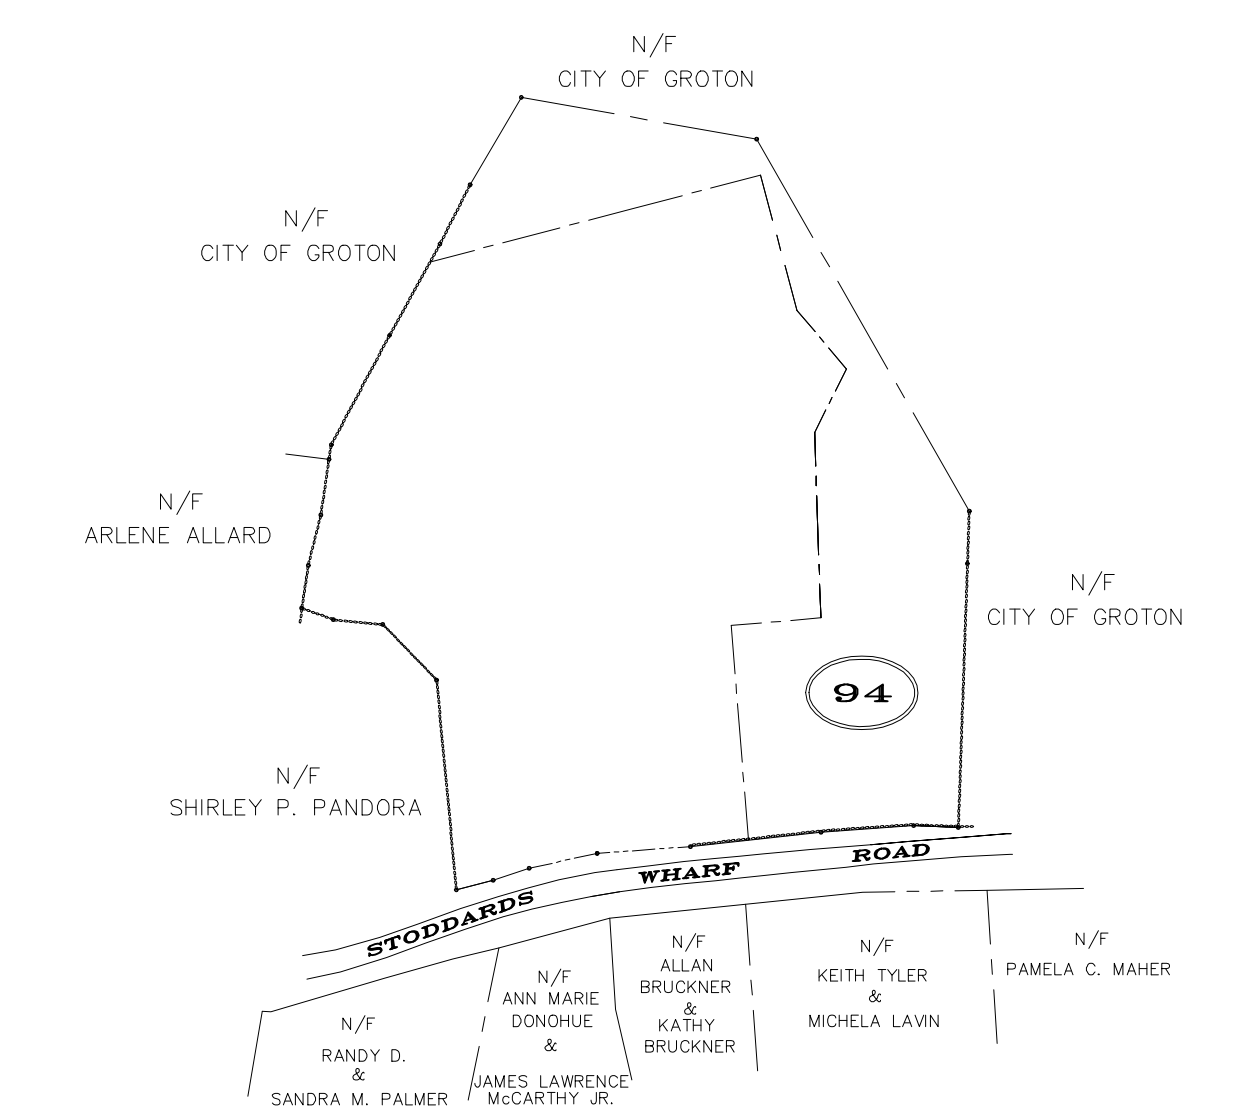 N/F
CITY OF GROTON
N/F
CITY OF GROTON
N/F
ARLENE ALLARD
N/F
CITY OF GROTON
94
N/F
SHIRLEY P. PANDORA
STODDARDS WHARF ROAD
N/F
RANDY D.
&
SANDRA M. PALMER
N/F
ANN MARIE
DONOHUE
&
JAMES LAWRENCE
McCARTHY JR.
N/F
ALLAN
BRUCKNER
&
KATHY
BRUCKNER
N/F
KEITH TYLER
&
MICHELA LAVIN
N/F
PAMELA C. MAHER